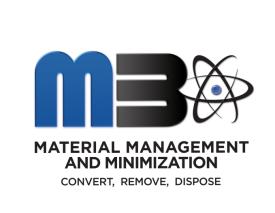 M3
MATERIAL MANAGEMENT
AND MINIMIZATION
CONVERT, REMOVE, DISPOSE